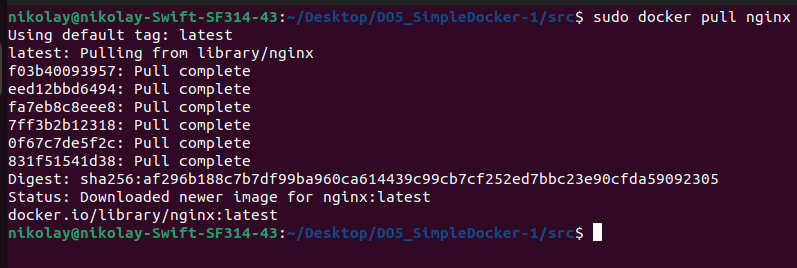 nikolay@nikolay-Swift-SF314-43:~/Desktop/DO5_SimpleDocker-1/src$ sudo docker pull nginx
Using default tag: latest
latest: Pulling from library/nginx
f03b40093957: Pull complete
eed12bbd6494: Pull complete
fa7eb8c8eee8: Pull complete
7ff3b2b12318: Pull complete
0f67c7de5f2c: Pull complete
831f51541d38: Pull complete
Digest: sha256:af296b188c7b7df99ba960ca614439c99cb7cf252ed7bbc23e90cfda59092305
Status: Downloaded newer image for nginx:latest
docker.io/library/nginx:latest
nikolay@nikolay-Swift-SF314-43:~/Desktop/DO5_SimpleDocker-1/src$